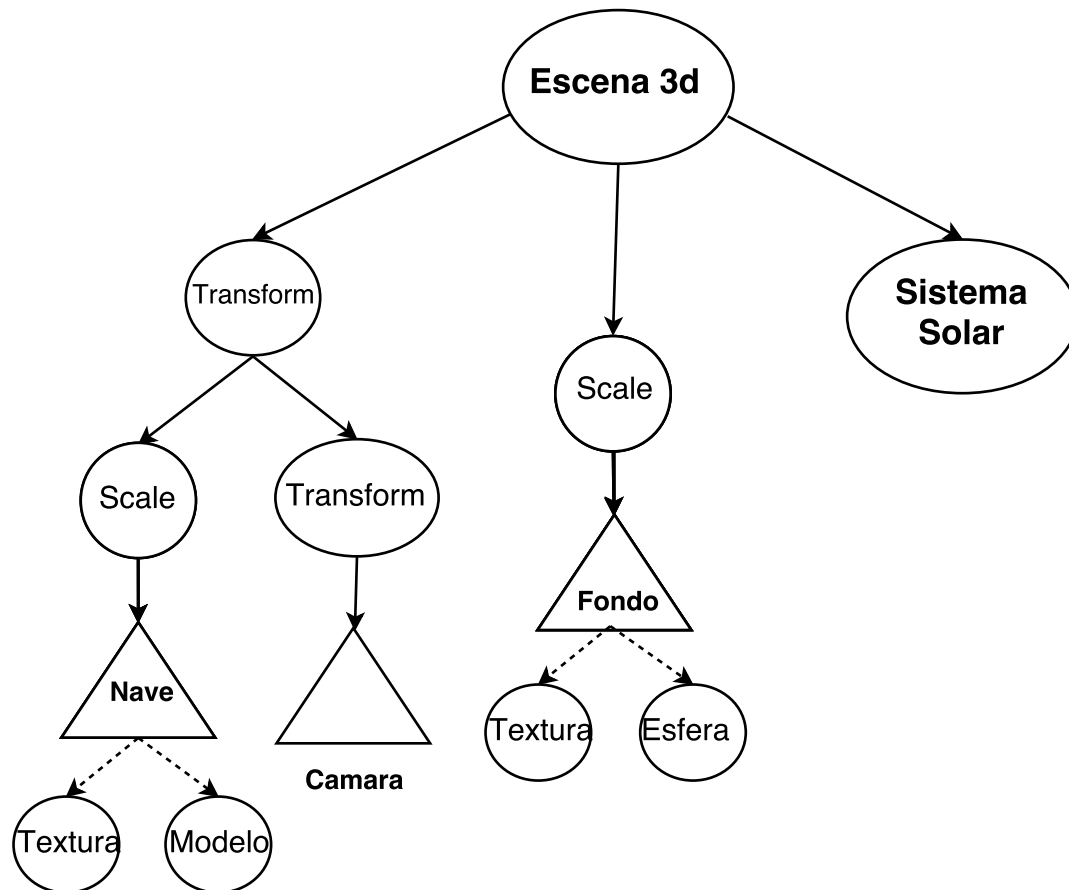 Escena 3d
Transform
Sistema
Solar
Scale
Scale
Transform
Fondo
Nave
Textura
Esfera
Camara
Textura
Modelo